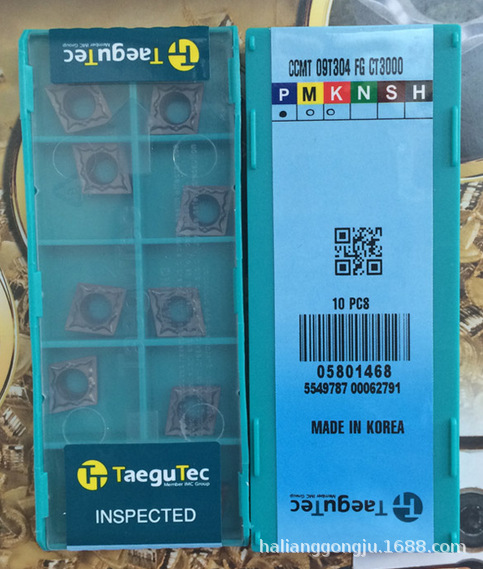 TaeguTec
Member IMC Group
TaeguTec
Member IMC Group
INSPECTED
CCMT 09T304 FG CT3000
P M K N S H
10 PCS
05801468
5549787 00062791
MADE IN KOREA
TaeguTec
Member IMC Group
halianggongju.1688.com